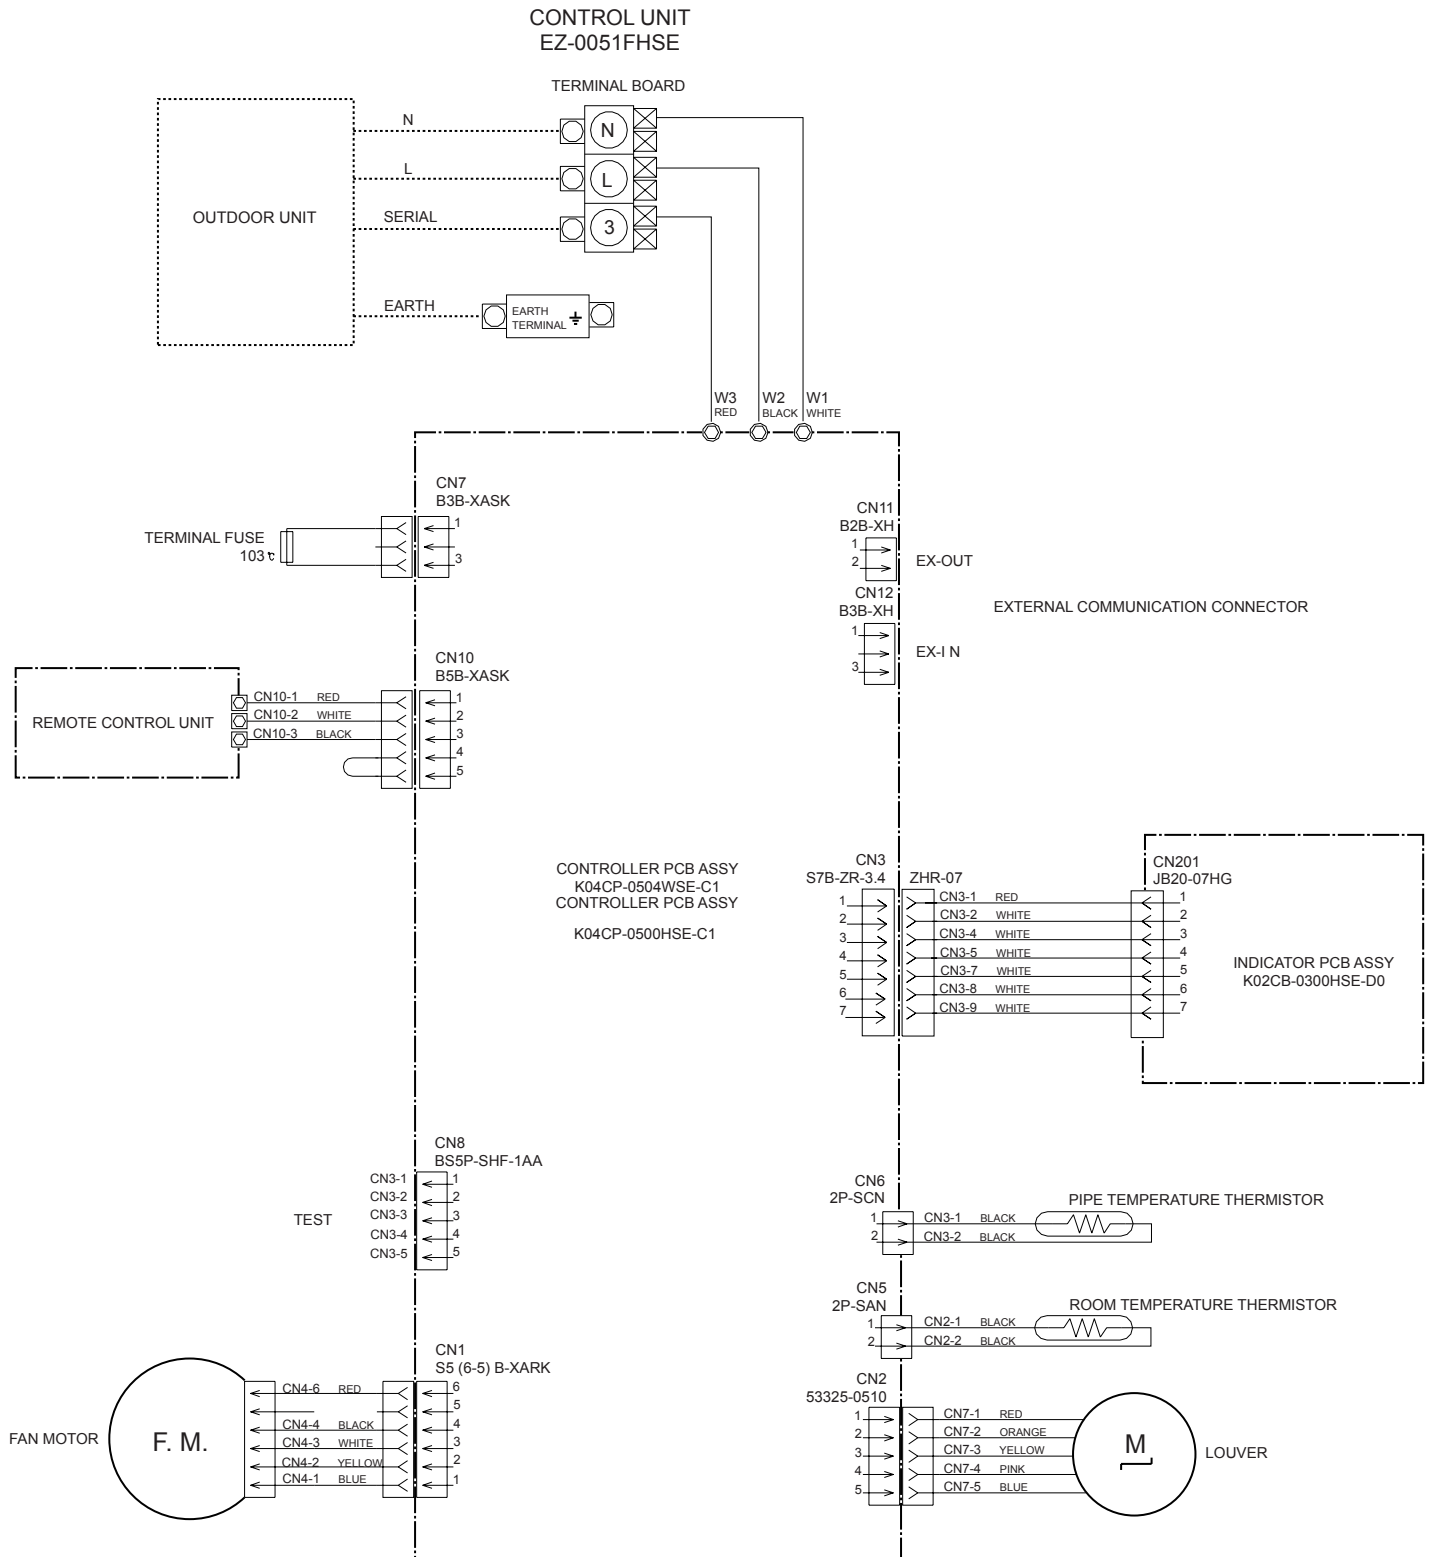 CONTROL UNIT
EZ-0051FHSE
TERMINAL BOARD
OUTDOOR UNIT
N
L
SERIAL
EARTH
N
L
3
EARTH
TERMINAL
W3
RED
W2
BLACK
W1
WHITE
CN7
B3B-XASK
1
3
TERMINAL FUSE
103℃
CN11
B2B-XH
1
2
EX-OUT
CN12
B3B-XH
1
3
EX-I N
EXTERNAL COMMUNICATION CONNECTOR
REMOTE CONTROL UNIT
CN10
B5B-XASK
CN10-1 RED 1
CN10-2 WHITE 2
CN10-3 BLACK 3
4
5
CONTROLLER PCB ASSY
K04CP-0504WSE-C1
CONTROLLER PCB ASSY
K04CP-0500HSE-C1
CN3
S7B-ZR-3.4
ZHR-07
CN201
JB20-07HG
1 CN3-1 RED 1
2 CN3-2 WHITE 2
3 CN3-4 WHITE 3
4 CN3-5 WHITE 4
5 CN3-7 WHITE 5
6 CN3-8 WHITE 6
7 CN3-9 WHITE 7
INDICATOR PCB ASSY
K02CB-0300HSE-D0
CN8
BS5P-SHF-1AA
TEST
CN3-1 1
CN3-2 2
CN3-3 3
CN3-4 4
CN3-5 5
CN6
2P-SCN
1 CN3-1 BLACK
2 CN3-2 BLACK
PIPE TEMPERATURE THERMISTOR
CN5
2P-SAN
1 CN2-1 BLACK
2 CN2-2 BLACK
ROOM TEMPERATURE THERMISTOR
FAN MOTOR
F. M.
CN1
S5 (6-5) B-XARK
CN4-6 RED 6
5
CN4-4 BLACK 4
CN4-3 WHITE 3
CN4-2 YELLOW 2
CN4-1 BLUE 1
CN2
53325-0510
1 CN7-1 RED
2 CN7-2 ORANGE
3 CN7-3 YELLOW
4 CN7-4 PINK
5 CN7-5 BLUE
M
LOUVER